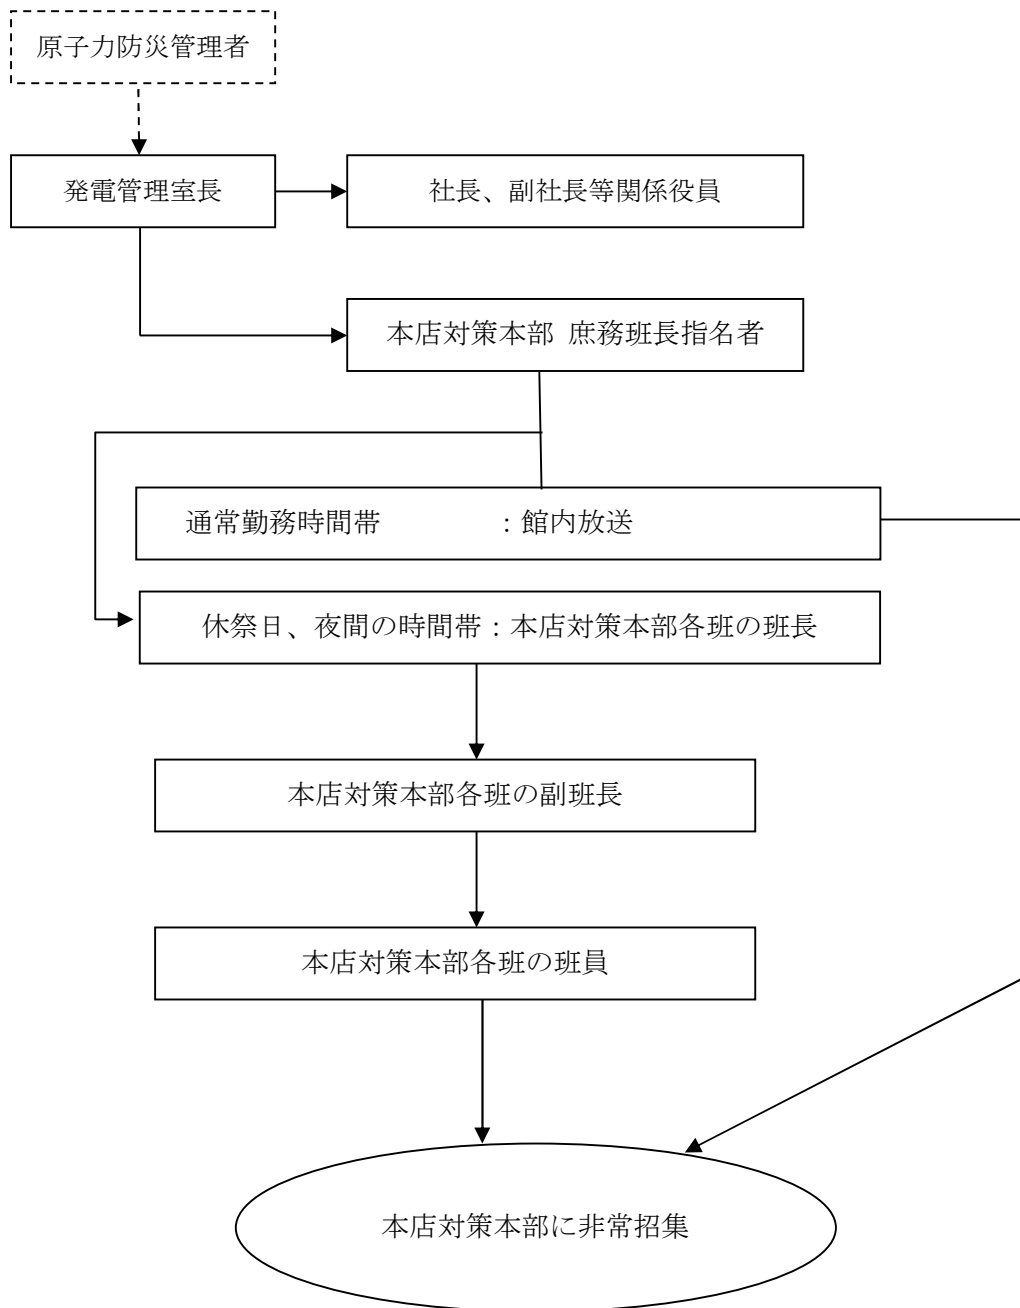 原子力防災管理者
発電管理室長
社長、副社長等関係役員
本店対策本部 庶務班長指名者
通常勤務時間帯 : 館内放送
休祭日、夜間の時間帯:本店対策本部各班の班長
本店対策本部各班の副班長
本店対策本部各班の班員
本店対策本部に非常招集